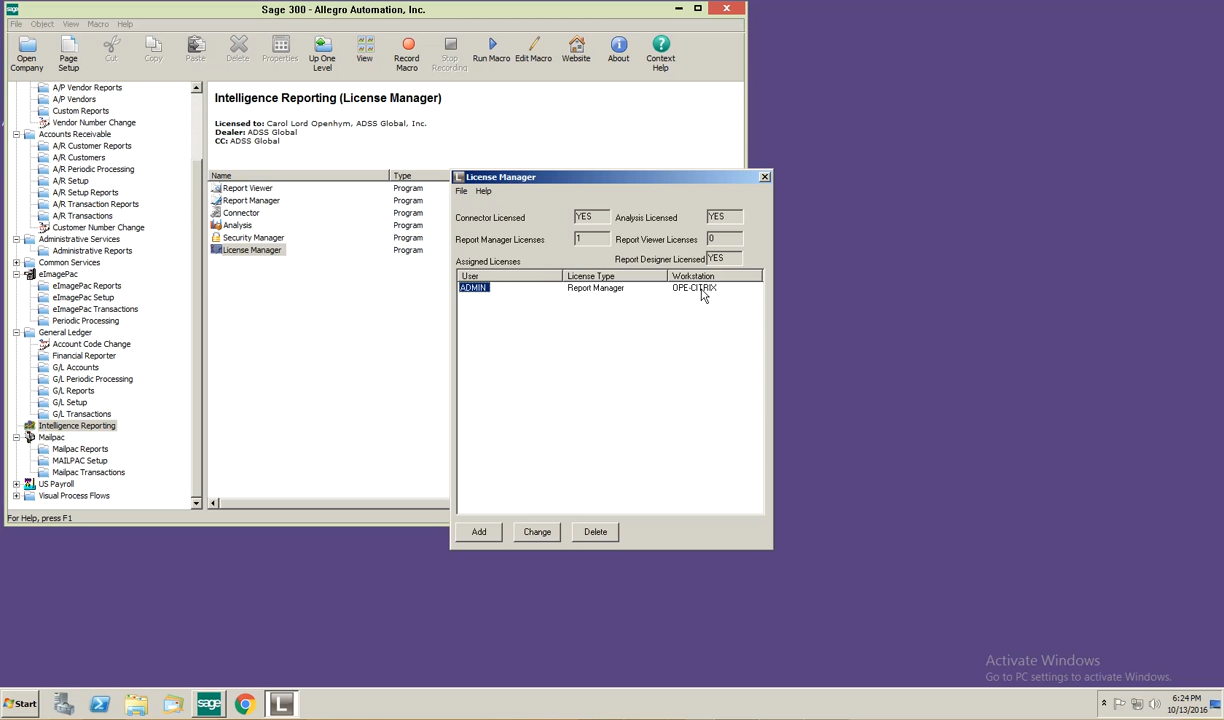 Sage 300 - Allegro Automation, Inc.
File Object View Macro Help
Open Company
Page Setup
Cut
Copy
Paste
Delete
Properties
Up One Level
View
Record Macro
Stop Recording
Run Macro
Edit Macro
Website
About
Context Help
A/P Vendor Reports
A/P Vendors
Custom Reports
Vendor Number Change
Accounts Receivable
A/R Customer Reports
A/R Customers
A/R Periodic Processing
A/R Setup
A/R Setup Reports
A/R Transaction Reports
A/R Transactions
Customer Number Change
Administrative Services
Administrative Reports
Common Services
eImagePac
eImagePac Reports
eImagePac Setup
eImagePac Transactions
Periodic Processing
General Ledger
Account Code Change
Financial Reporter
G/L Accounts
G/L Periodic Processing
G/L Reports
G/L Setup
G/L Transactions
Intelligence Reporting
Mailpac
Mailpac Reports
MAILPAC Setup
Mailpac Transactions
US Payroll
Visual Process Flows
For Help, press F1
Intelligence Reporting (License Manager)
Licensed to: Carol Lord Openhym, ADSS Global, Inc.
Dealer: ADSS Global
CC: ADSS Global
Name Type
Report Viewer Program
Report Manager Program
Connector Program
Analysis Program
Security Manager Program
License Manager Program
L License Manager
File Help
Connector Licensed YES Analysis Licensed YES
Report Manager Licenses 1 Report Viewer Licenses 0
Assigned Licenses Report Designer Licensed YES
User License Type Workstation
ADMIN Report Manager OPE-CITRIX
Add Change Delete
Activate Windows
Go to PC settings to activate Windows.
Start
sage
L
6:24 PM
10/13/2016